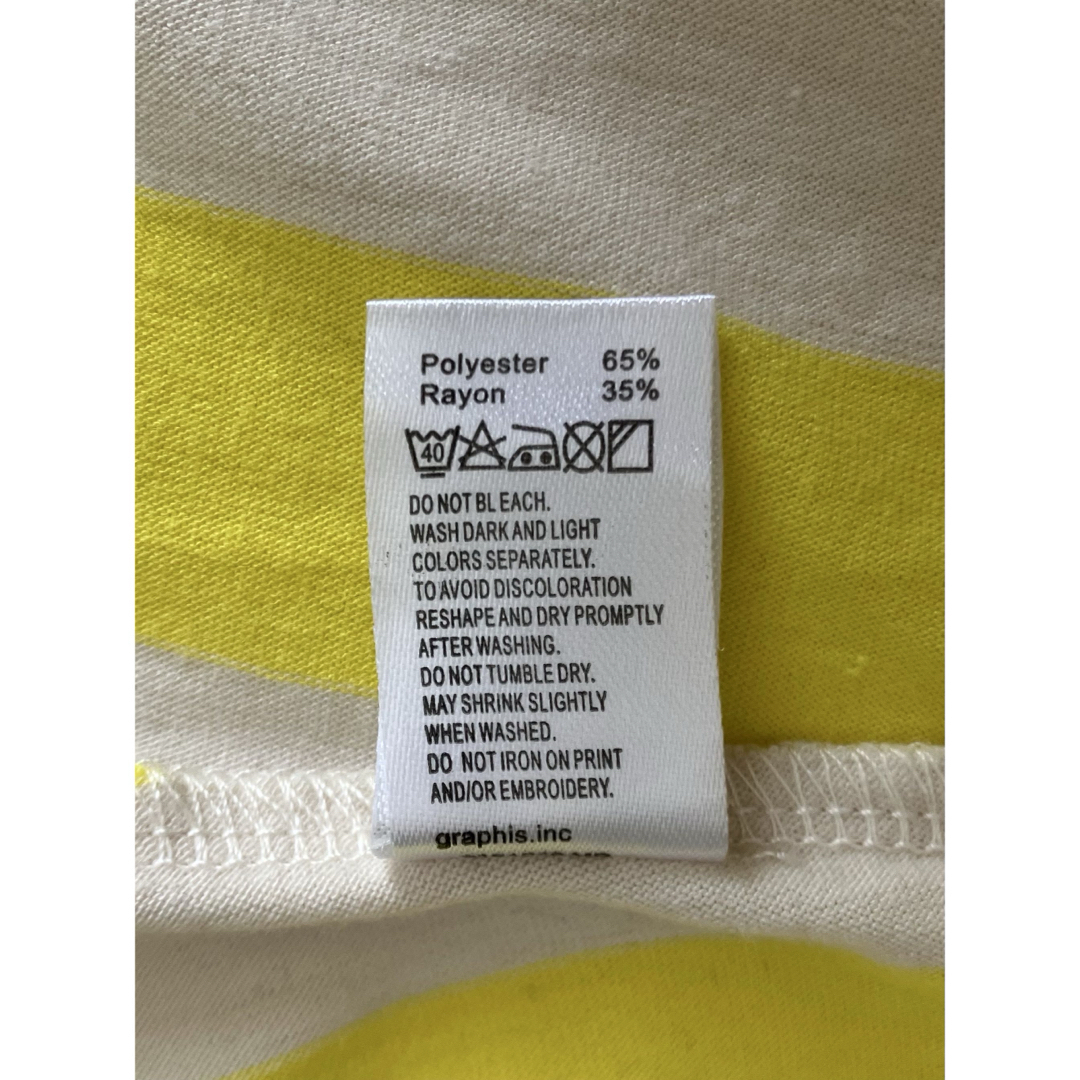 Polyester 65%
Rayon 35%
40
DO NOT BLEACH.
WASH DARK AND LIGHT
COLORS SEPARATELY.
TO AVOID DISCOLORATION
RESHAPE AND DRY PROMPTLY
AFTER WASHING.
DO NOT TUMBLE DRY.
MAY SHRINK SLIGHTLY
WHEN WASHED.
DO NOT IRON ON PRINT
AND/OR EMBROIDERY.
graphis.inc